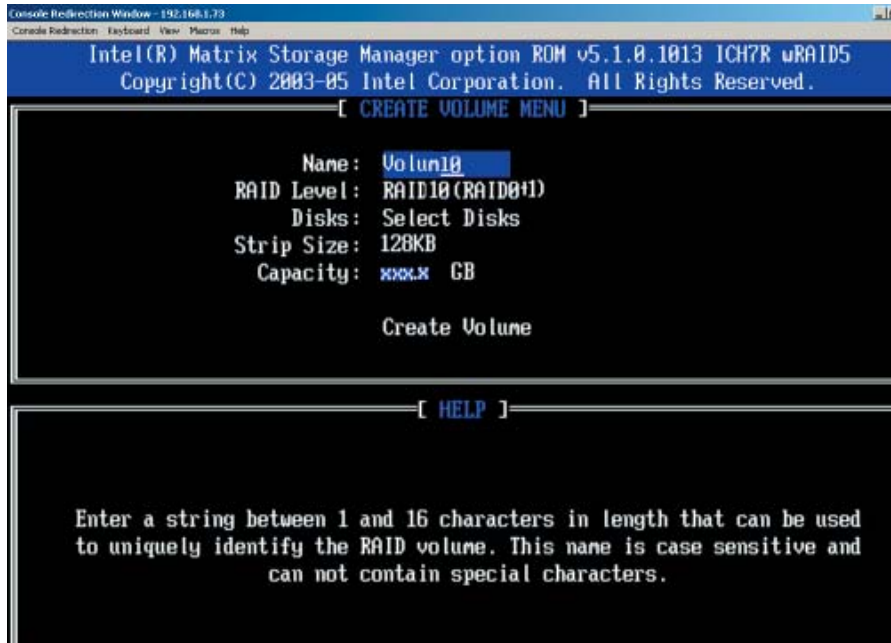 Console Redirection Window - 192.168.1.73
Console Redirection Keyboard View Macros Help
Intel(R) Matrix Storage Manager option ROM v5.1.0.1013 ICH7R wRAID5
Copyright(C) 2003-05 Intel Corporation. All Rights Reserved.
[ CREATE VOLUME MENU ]
Name: Volum10
RAID Level: RAID10(RAID0+1)
Disks: Select Disks
Strip Size: 128KB
Capacity: xxx.x GB
Create Volume
[ HELP ]
Enter a string between 1 and 16 characters in length that can be used
to uniquely identify the RAID volume. This name is case sensitive and
can not contain special characters.